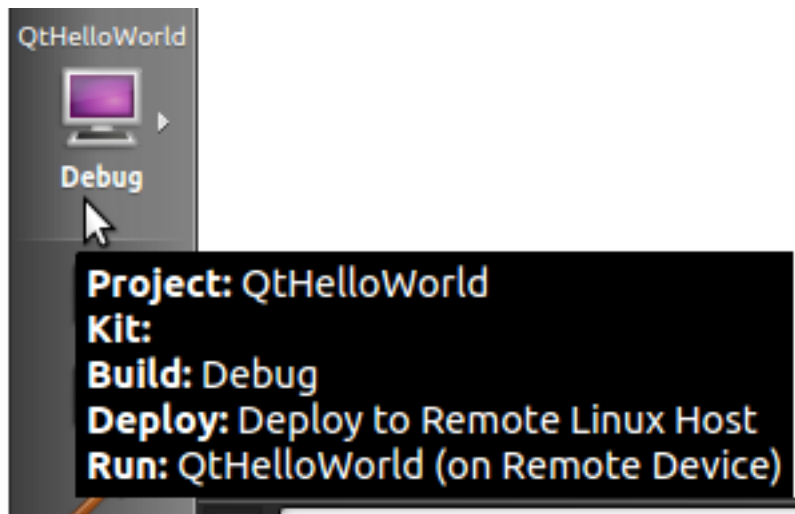 QtHelloWorld
Debug
Project: QtHelloWorld
Kit:
Build: Debug
Deploy: Deploy to Remote Linux Host
Run: QtHelloWorld (on Remote Device)